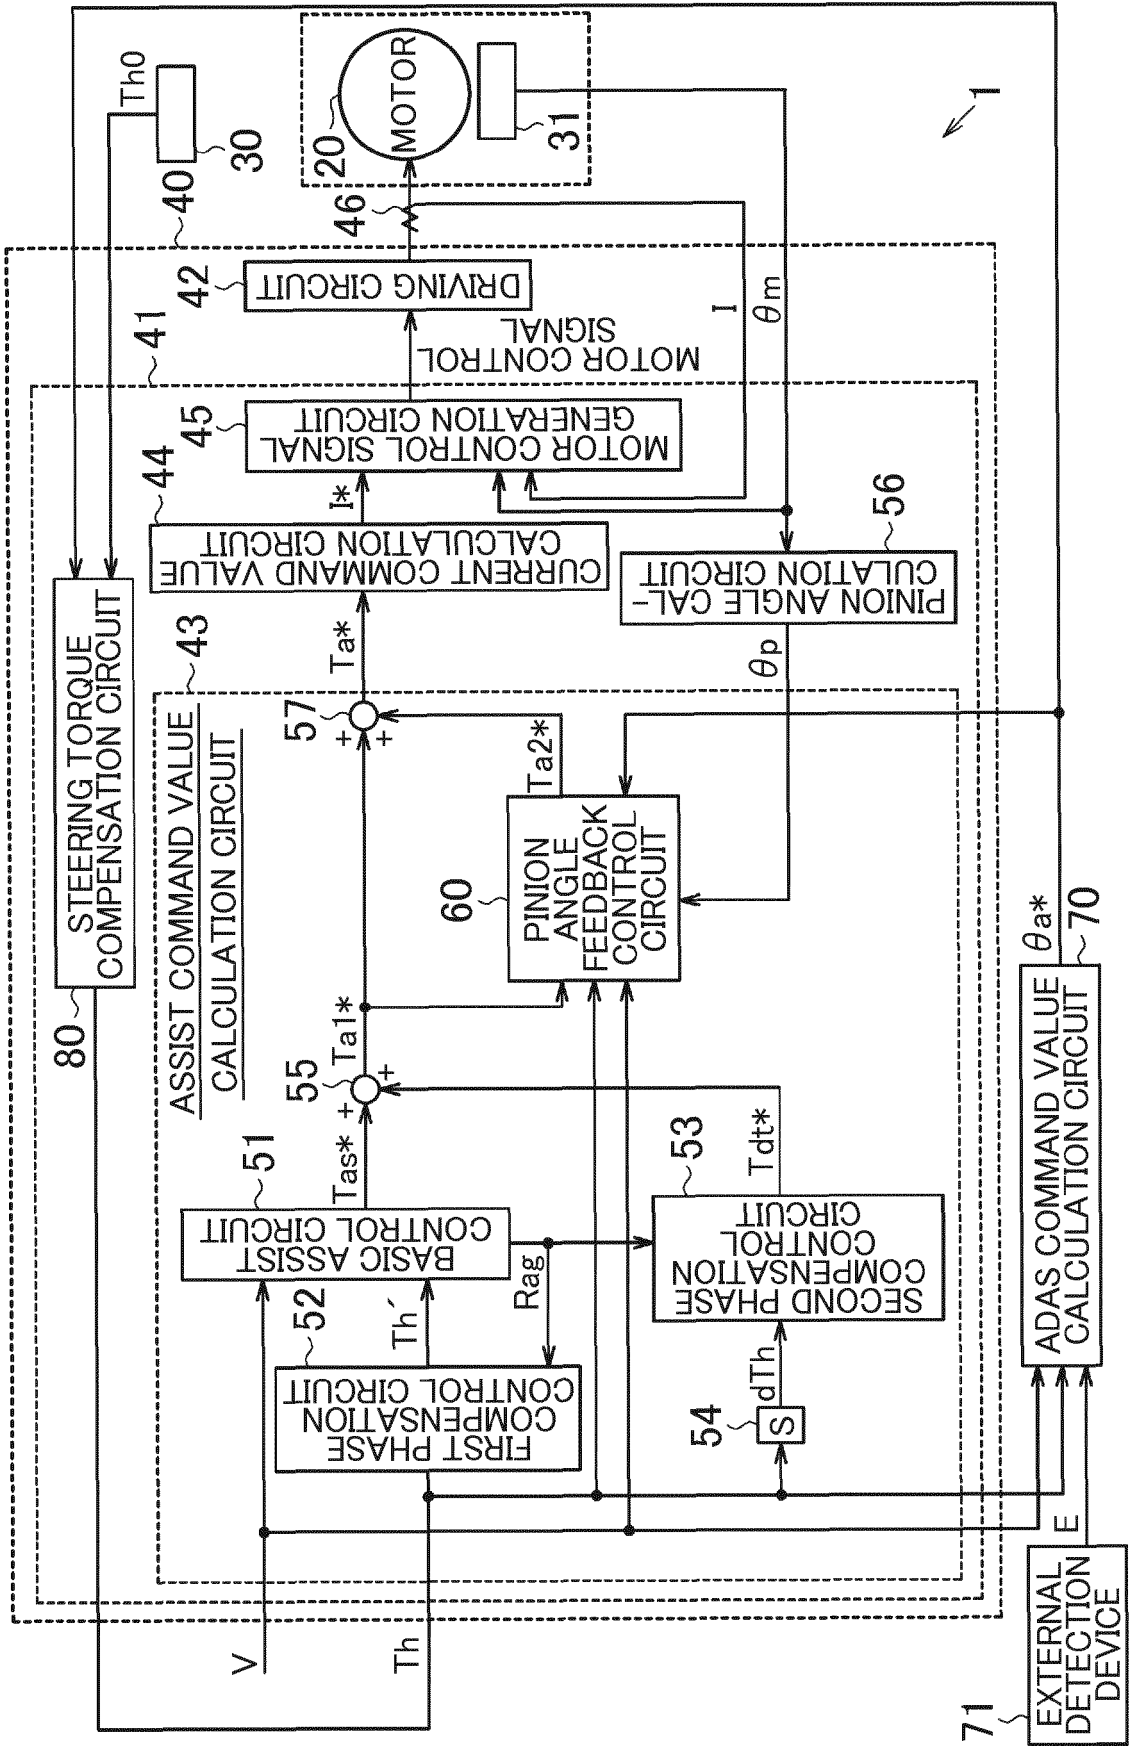 1
Th0
30
40
41
20
MOTOR
31
46
42
DRIVING CIRCUIT
MOTOR CONTROL
SIGNAL
I
θm
45
MOTOR CONTROL SIGNAL
GENERATION CIRCUIT
44
I*
CURRENT COMMAND VALUE
CALCULATION CIRCUIT
56
PINION ANGLE CAL-
CULATION CIRCUIT
θp
43
Ta*
STEERING TORQUE
COMPENSATION CIRCUIT
80
ASSIST COMMAND VALUE
CALCULATION CIRCUIT
57
+
+
Ta2*
60
PINION
ANGLE
FEEDBACK
CONTROL
CIRCUIT
Ta1*
55
+
+
Tas*
51
BASIC ASSIST
CONTROL CIRCUIT
Rag
Th´
52
FIRST PHASE
COMPENSATION
CONTROL CIRCUIT
Tdt*
53
SECOND PHASE
COMPENSATION
CONTROL
CIRCUIT
dTh
54
S
θa*
70
ADAS COMMAND VALUE
CALCULATION CIRCUIT
E
71
EXTERNAL
DETECTION
DEVICE
V
Th